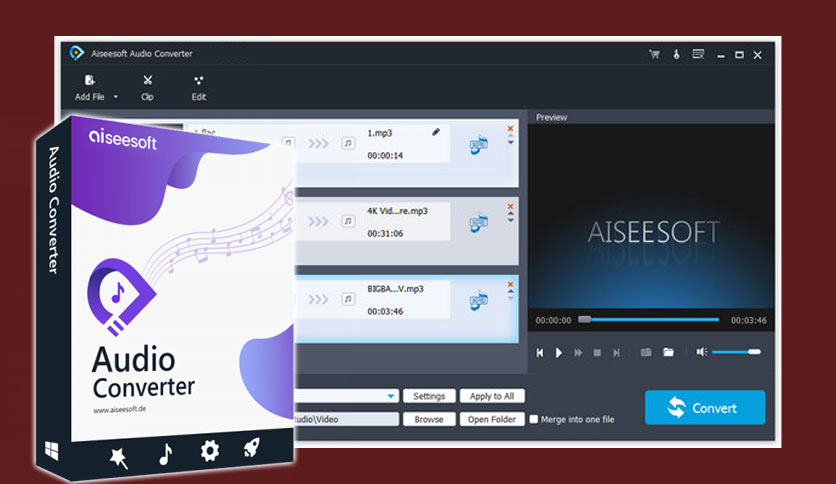 Aiseesoft Audio Converter
Add File
Clip
Edit
Preview
1.flac
1.mp3
00:00:14
4K Vid...re.mp3
00:31:06
BIGBA...V.mp3
00:03:46
AISEESOFT
00:00:00
00:03:46
Settings
Apply to All
Browse
Open Folder
Merge into one file
Convert
aiseesoft
Audio Converter
Audio
Converter
www.aiseesoft.de